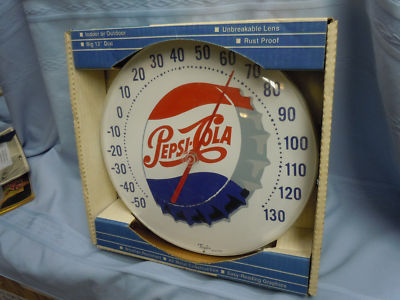 Indoor or Outdoor
Unbreakable Lens
Big 12" Dial
Rust Proof
-50
-40
-30
-20
-10
0
10
20
30
40
50
60
70
80
90
100
110
120
130
PEPSI-COLA
Taylor
Easy-Reading Graphics